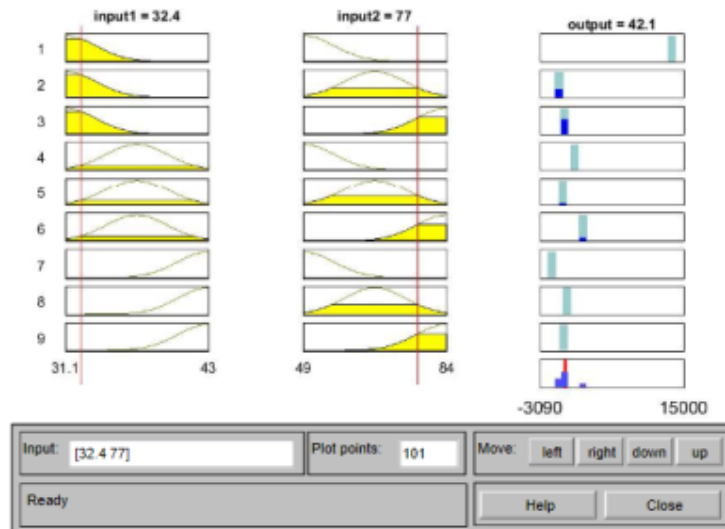 input1 = 32.4
input2 = 77
output = 42.1
1
2
3
4
5
6
7
8
9
31.1
43
49
84
-3090
15000
Input:
[32.4 77]
Plot points:
101
Move:
left
right
down
up
Ready
Help
Close